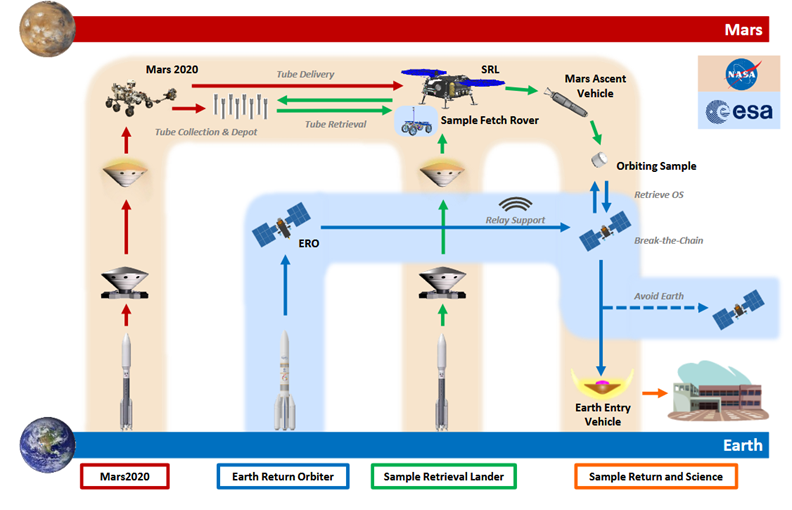 Mars
Mars 2020
Tube Delivery
SRL
Mars Ascent
Vehicle
NASA
esa
Tube Collection & Depot
Tube Retrieval
Sample Fetch Rover
Orbiting Sample
Retrieve OS
Relay Support
ERO
Break-the-Chain
Avoid Earth
Earth Entry
Vehicle
Earth
Mars2020
Earth Return Orbiter
Sample Retrieval Lander
Sample Return and Science